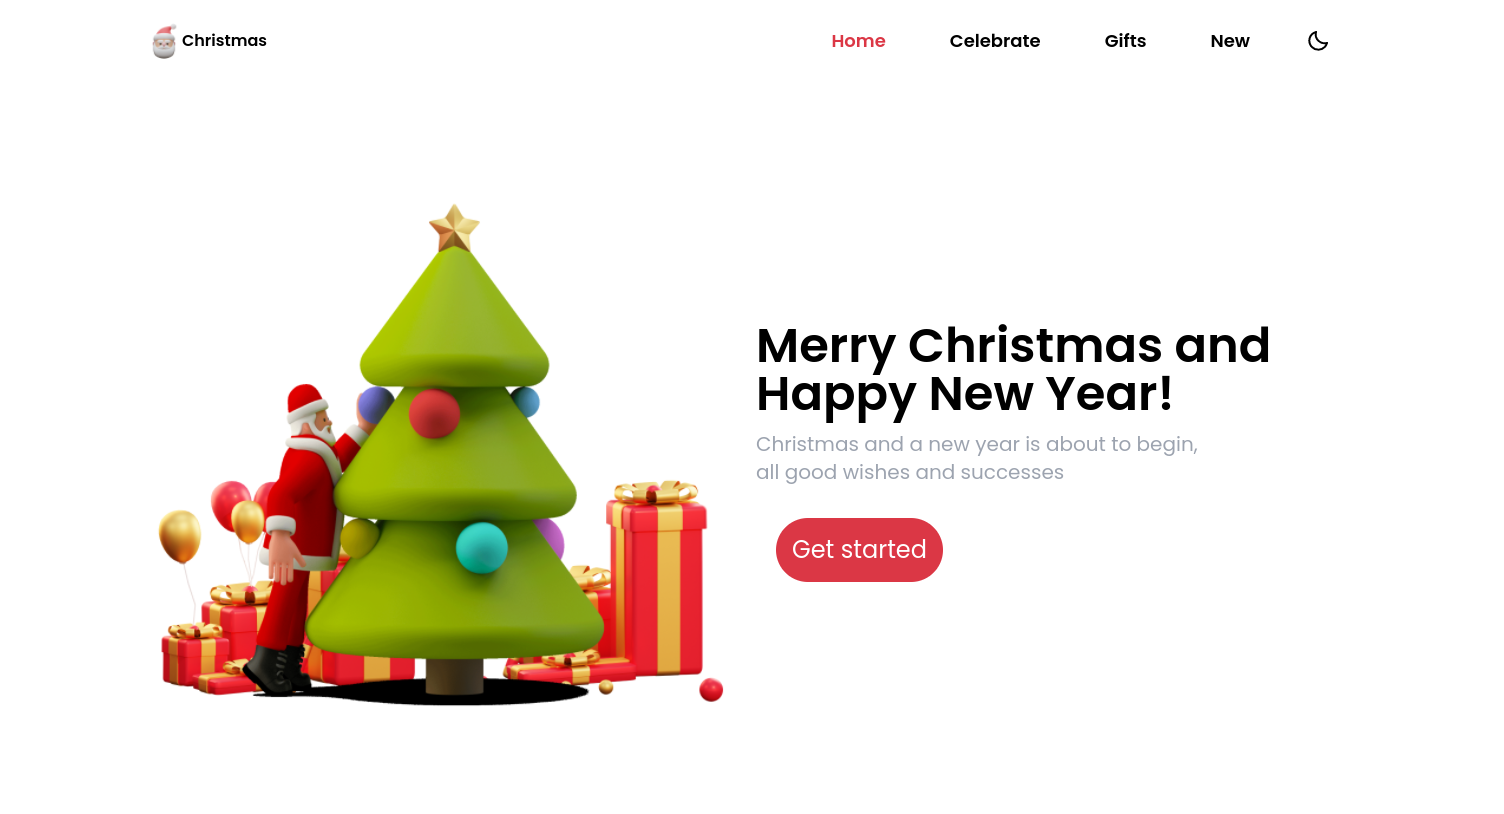 Christmas
Home
Celebrate
Gifts
New
Merry Christmas and
Happy New Year!
Christmas and a new year is about to begin,
all good wishes and successes
Get started